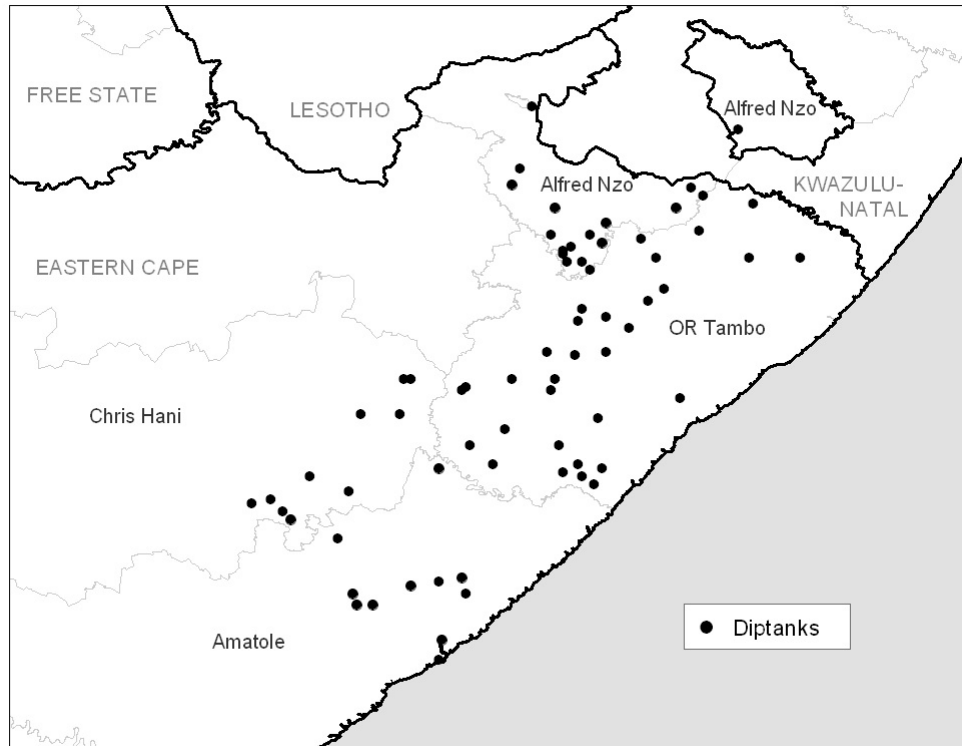 FREE STATE
LESOTHO
Alfred Nzo
Alfred Nzo
KWAZULU-
NATAL
EASTERN CAPE
OR Tambo
Chris Hani
Amatole
Diptanks